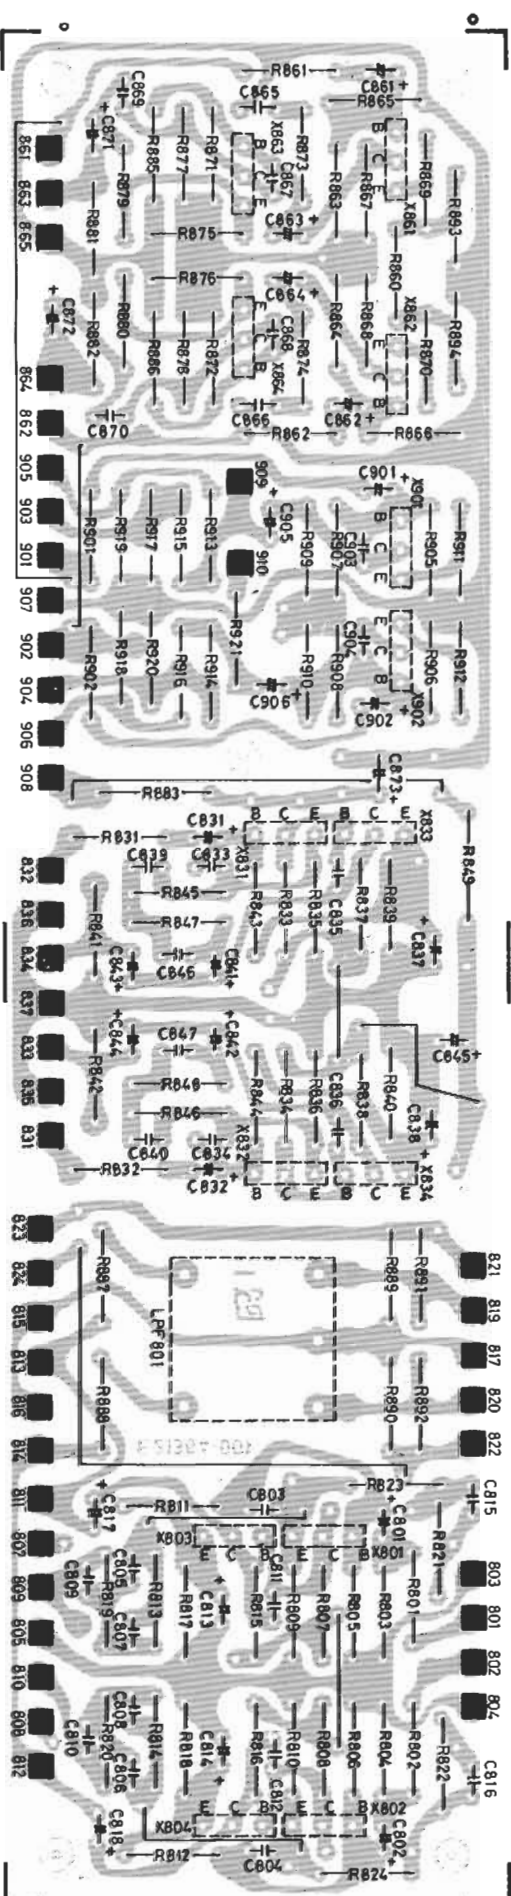 R861
C861
+
R865
C869
C865
+
C871
R885
R877
R871
X863
B
C
E
C867
R873
R863
R867
B
C
E
X861
R869
R893
861
863
865
R881
R879
R875
C863
+
R860
R876
C864
+
+
C872
R882
R880
R886
R878
R872
E
C
B
C868
X864
R874
R864
R868
X862
E
C
B
R870
R894
864
862
C870
C866
C862
+
R862
R866
905
903
901
907
902
904
906
908
909
910
C901
+
X901
R901
R919
R917
R915
R913
+
C905
R909
R907
C903
B
C
E
R905
R911
R902
R918
R920
R916
R914
R921
C906
+
R910
R908
C904
E
C
B
X902
R906
R912
C902
+
C873
+
R883
R831
C831
+
B
C
E
B
C
E
X833
X831
R849
832
C839
C833
R845
R847
R843
R833
R835
C835
R837
R839
836
R841
834
C843
+
C846
C841
+
+
C837
837
+
C844
C847
+
C842
C845
+
833
R842
R848
R846
R844
R834
R836
C836
R838
R840
C838
+
835
831
C840
C834
X832
R832
C832
+
B
C
E
B
C
E
X834
823
824
815
813
816
814
R887
R888
LPF801
R889
R891
R890
R892
821
819
817
820
822
811
807
809
805
810
808
812
+
C817
R811
C803
R823
C815
X803
E
C
B
E
C
B
X801
C801
+
R821
C809
R819
C805
C807
R813
R817
C813
+
R815
C811
R809
R807
R805
R803
R801
803
801
802
804
C810
R820
C808
C806
R814
R818
C814
+
R816
C812
R810
R808
R806
R804
R802
R822
C816
C818
+
X804
E
C
B
E
C
B
X802
R812
C804
C802
+
R824